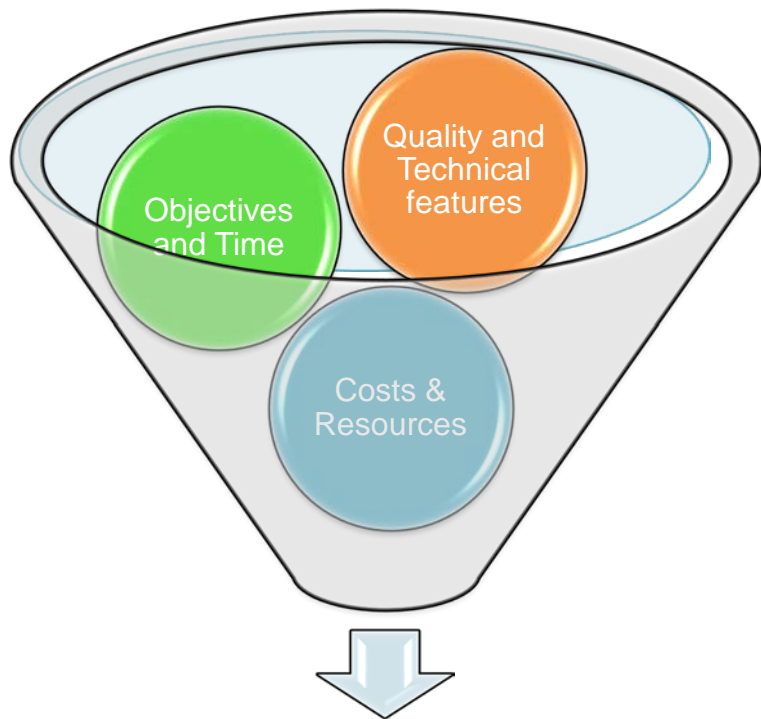 Quality and
Technical
features
Objectives
and Time
Costs &
Resources